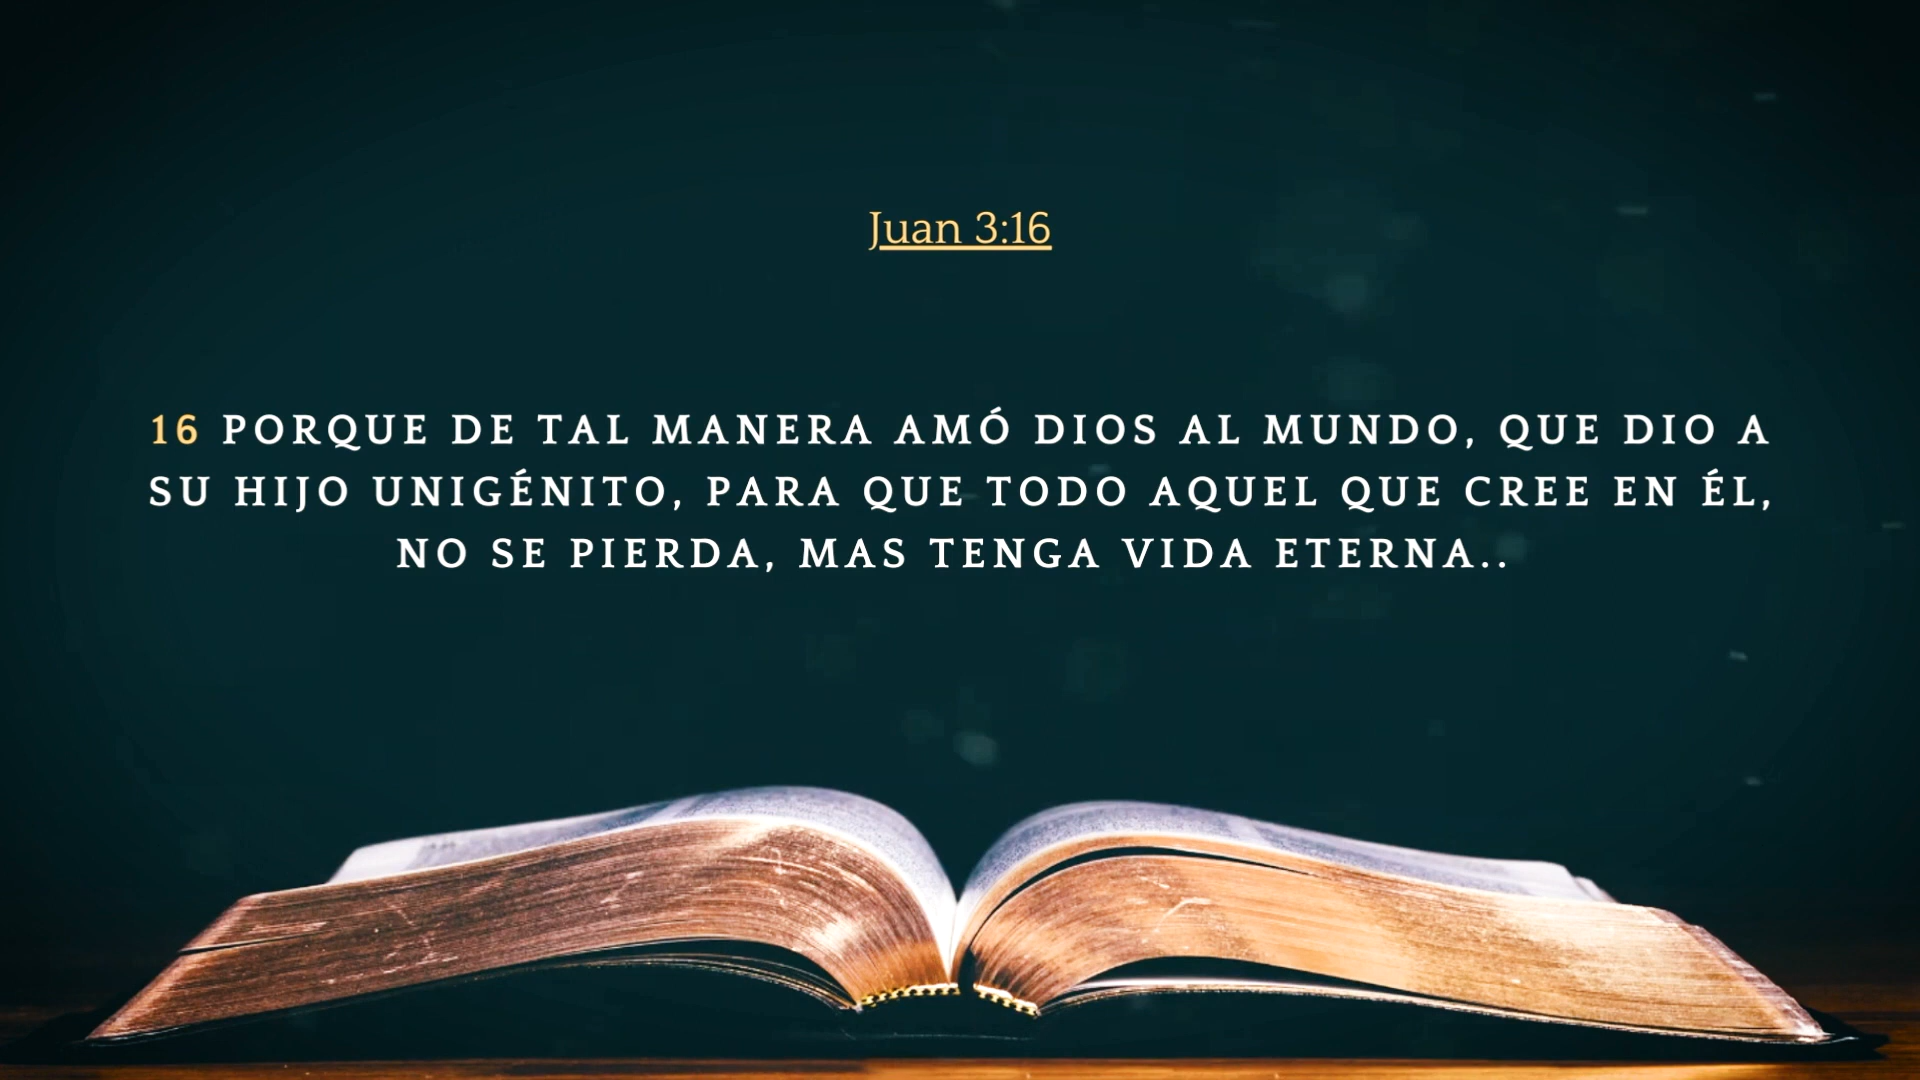 Juan 3:16
16 PORQUE DE TAL MANERA AMÓ DIOS AL MUNDO, QUE DIO A
SU HIJO UNIGÉNITO, PARA QUE TODO AQUEL QUE CREE EN ÉL,
NO SE PIERDA, MAS TENGA VIDA ETERNA..